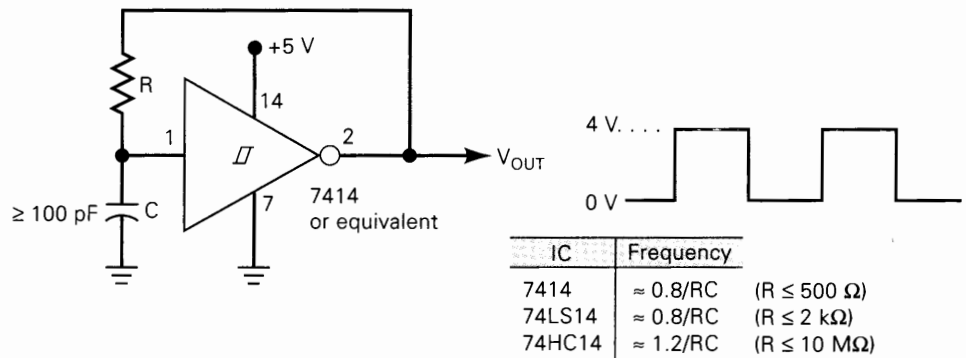 +5 V
R
14
1
2
4 V. . . .
V_OUT
7
7414
or equivalent
≥ 100 pF
C
0 V
IC Frequency
7414 ≈ 0.8/RC (R ≤ 500 Ω)
74LS14 ≈ 0.8/RC (R ≤ 2 kΩ)
74HC14 ≈ 1.2/RC (R ≤ 10 MΩ)